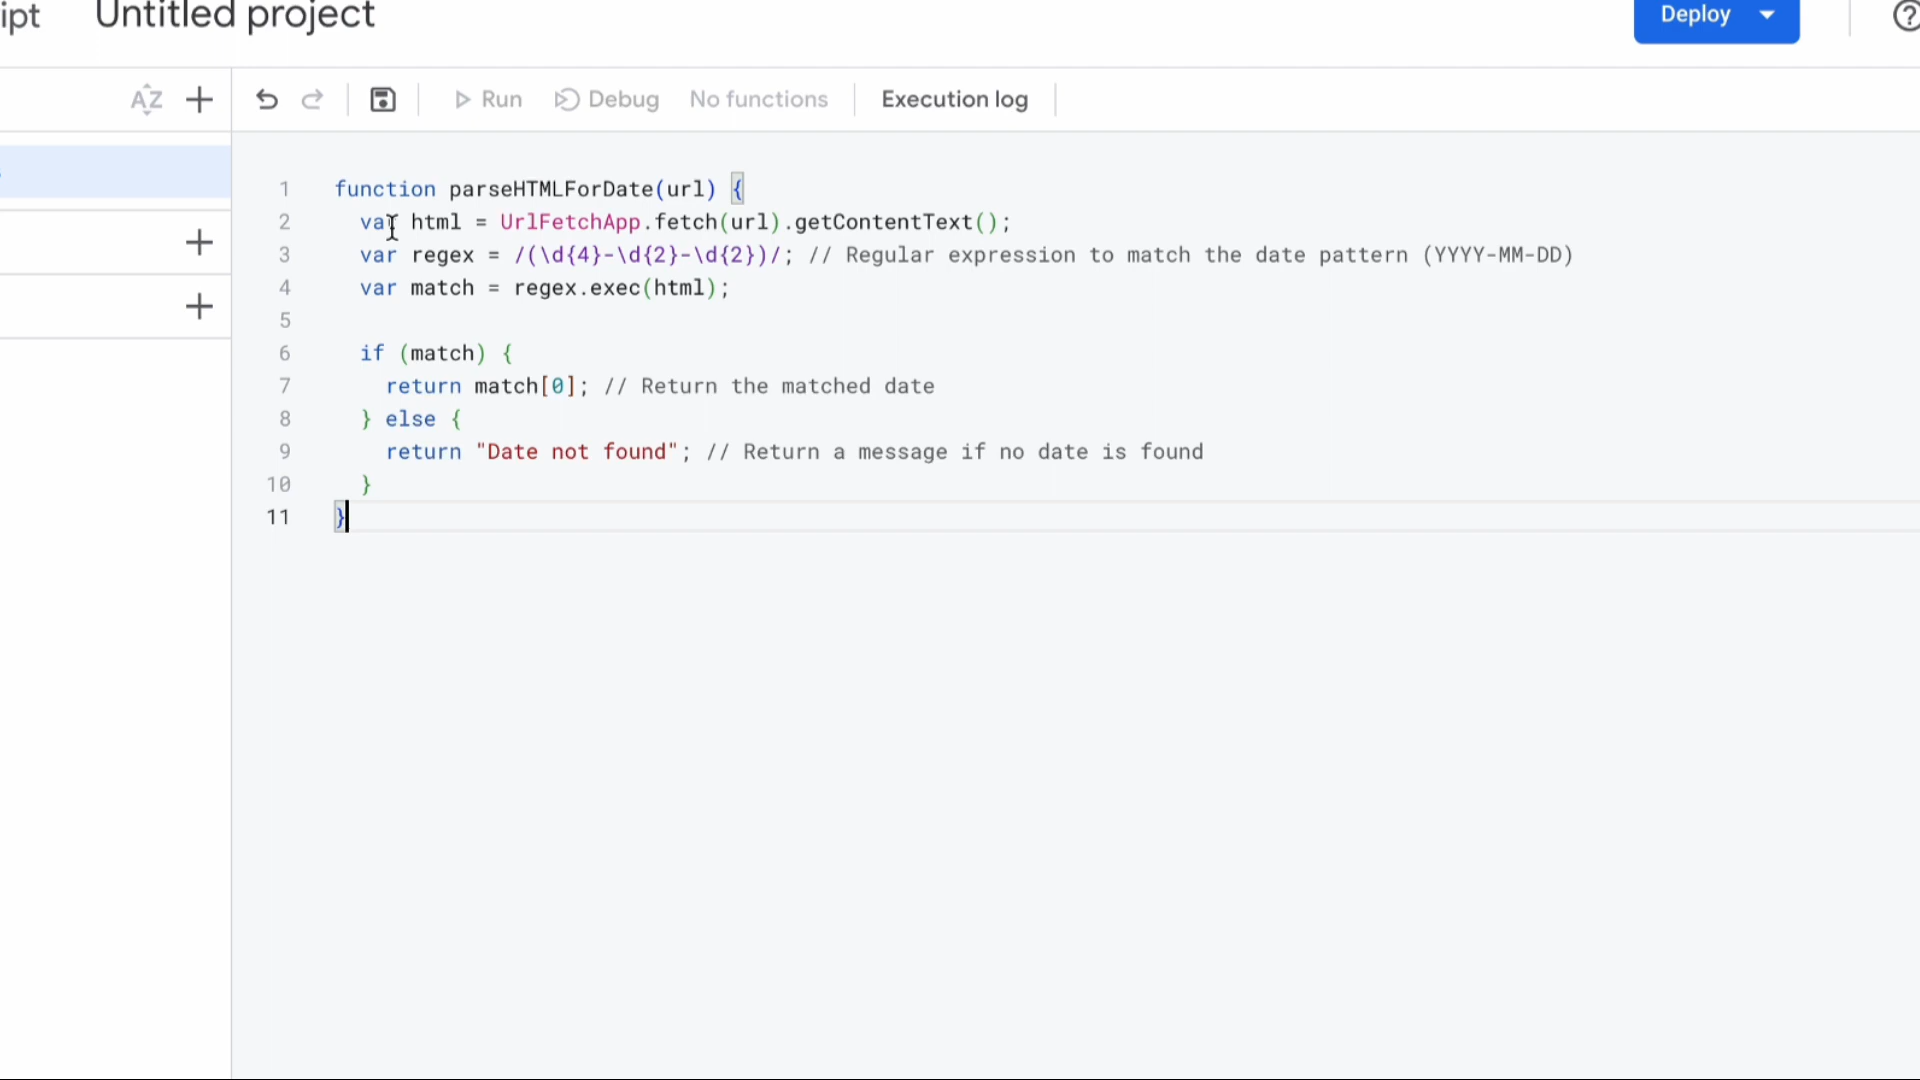 ipt Untitled project Deploy
AZ Run Debug No functions Execution log
1 function parseHTMLForDate(url) {
2 var html = UrlFetchApp.fetch(url).getContentText();
3 var regex = /(\d{4}-\d{2}-\d{2})/; // Regular expression to match the date pattern (YYYY-MM-DD)
4 var match = regex.exec(html);
5
6 if (match) {
7 return match[0]; // Return the matched date
8 } else {
9 return "Date not found"; // Return a message if no date is found
10 }
11 }